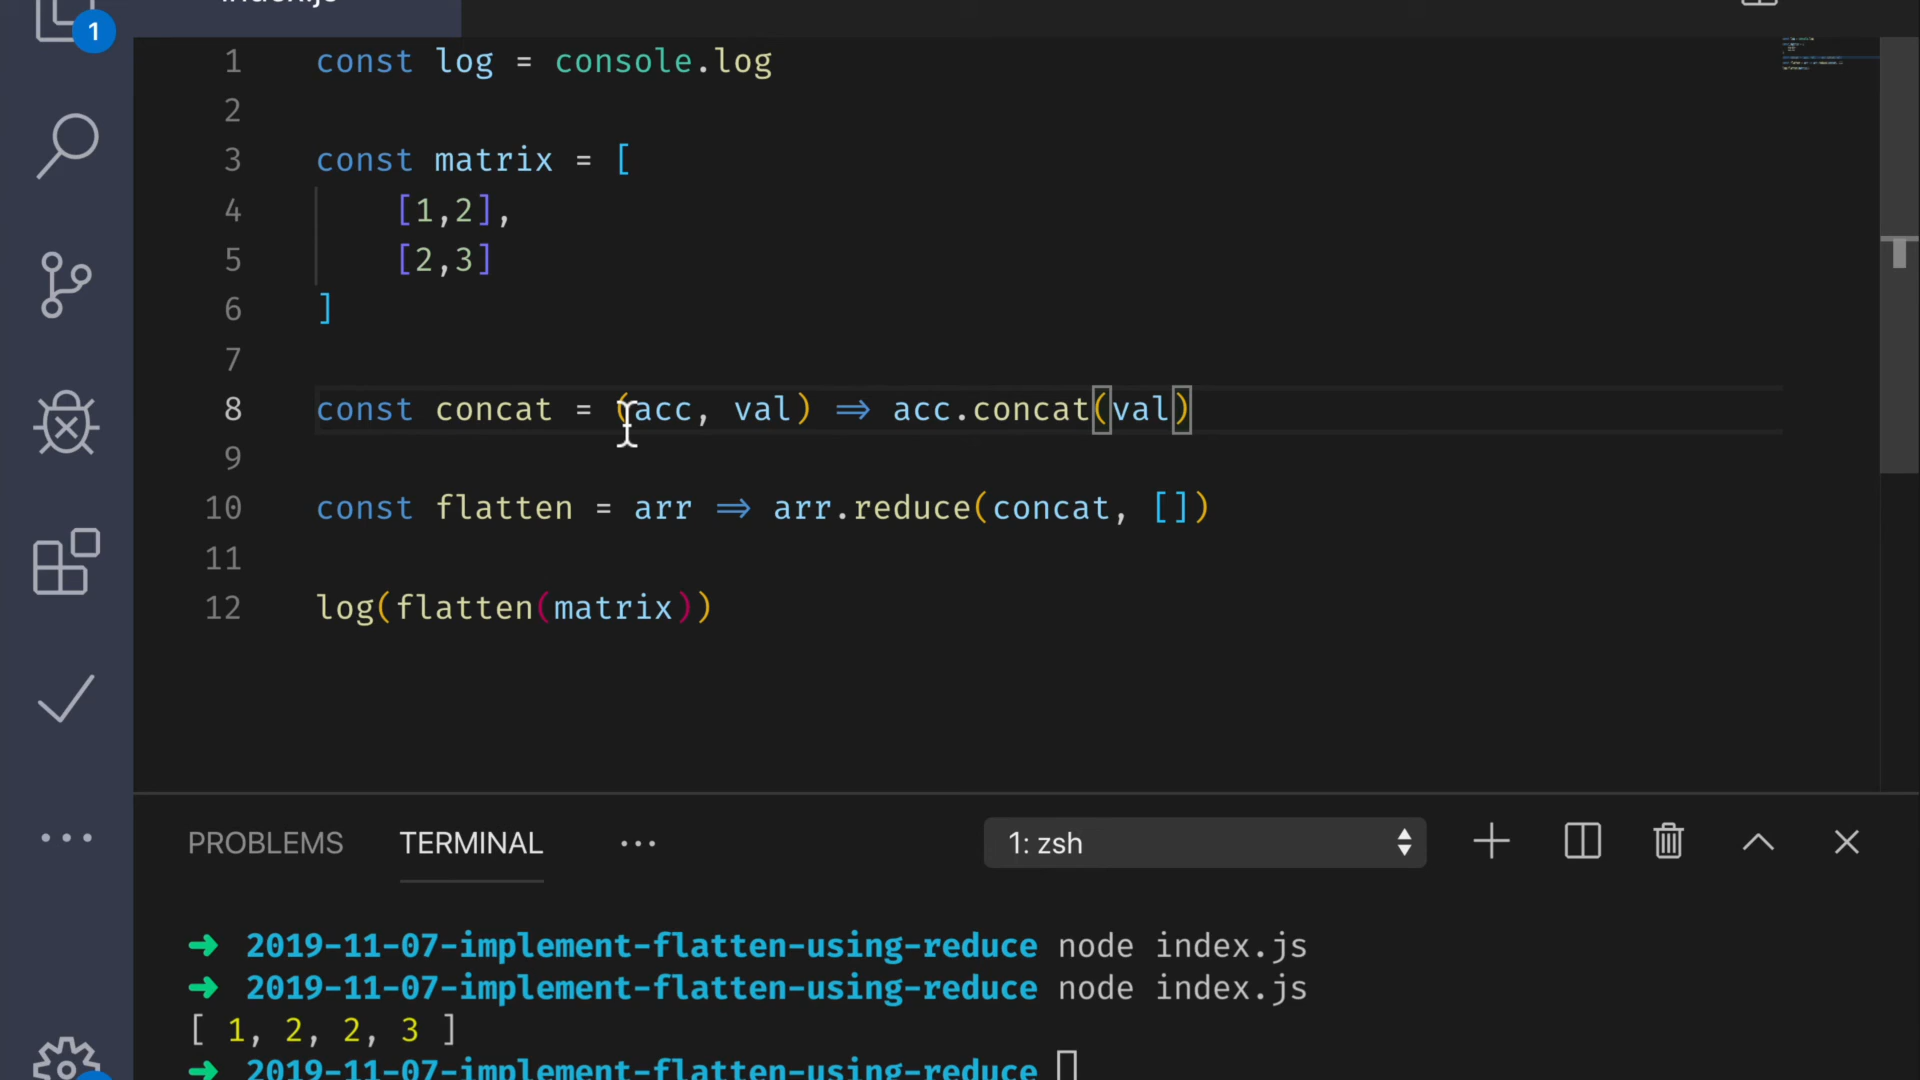 index.js
1
1 const log = console.log
2
3 const matrix = [
4 [1,2],
5 [2,3]
6 ]
7
8 const concat = (acc, val) ⇒ acc.concat(val)
9
10 const flatten = arr ⇒ arr.reduce(concat, [])
11
12 log(flatten(matrix))
PROBLEMS TERMINAL ... 1: zsh
➜ 2019-11-07-implement-flatten-using-reduce node index.js
➜ 2019-11-07-implement-flatten-using-reduce node index.js
[ 1, 2, 2, 3 ]
➜ 2019-11-07-implement-flatten-using-reduce